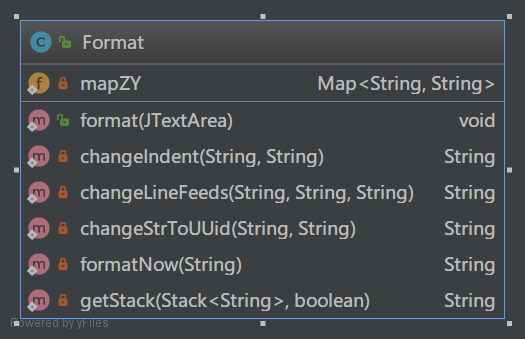 Format
mapZY Map<String, String>
format(JTextArea) void
changeIndent(String, String) String
changeLineFeeds(String, String, String) String
changeStrToUUid(String, String) String
formatNow(String) String
getStack(Stack<String>, boolean) String
Powered by yFiles